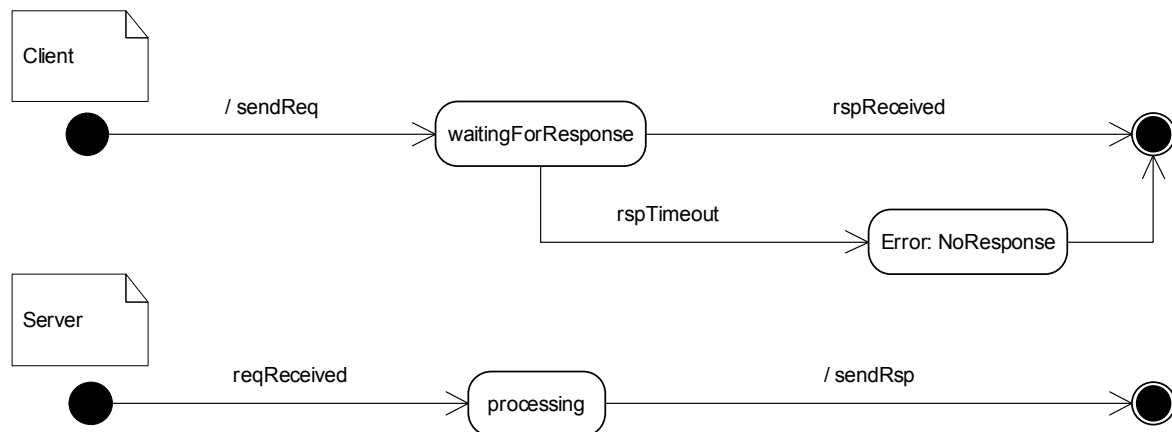 Client
/ sendReq
rspReceived
waitingForResponse
rspTimeout
Error: NoResponse
Server
reqReceived
/ sendRsp
processing